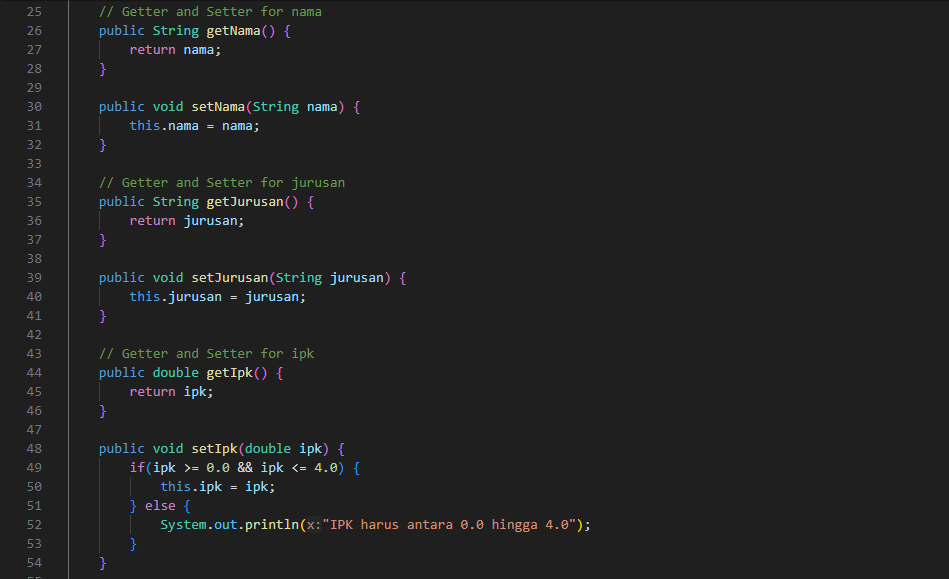 25 // Getter and Setter for nama
26 public String getNama() {
27 return nama;
28 }
29
30 public void setNama(String nama) {
31 this.nama = nama;
32 }
33
34 // Getter and Setter for jurusan
35 public String getJurusan() {
36 return jurusan;
37 }
38
39 public void setJurusan(String jurusan) {
40 this.jurusan = jurusan;
41 }
42
43 // Getter and Setter for ipk
44 public double getIpk() {
45 return ipk;
46 }
47
48 public void setIpk(double ipk) {
49 if(ipk >= 0.0 && ipk <= 4.0) {
50 this.ipk = ipk;
51 } else {
52 System.out.println(x:"IPK harus antara 0.0 hingga 4.0");
53 }
54 }